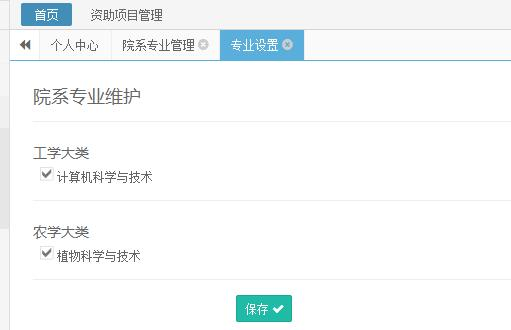 首页 资助项目管理
个人中心 院系专业管理 专业设置
院系专业维护
工学大类
计算机科学与技术
农学大类
植物科学与技术
保存